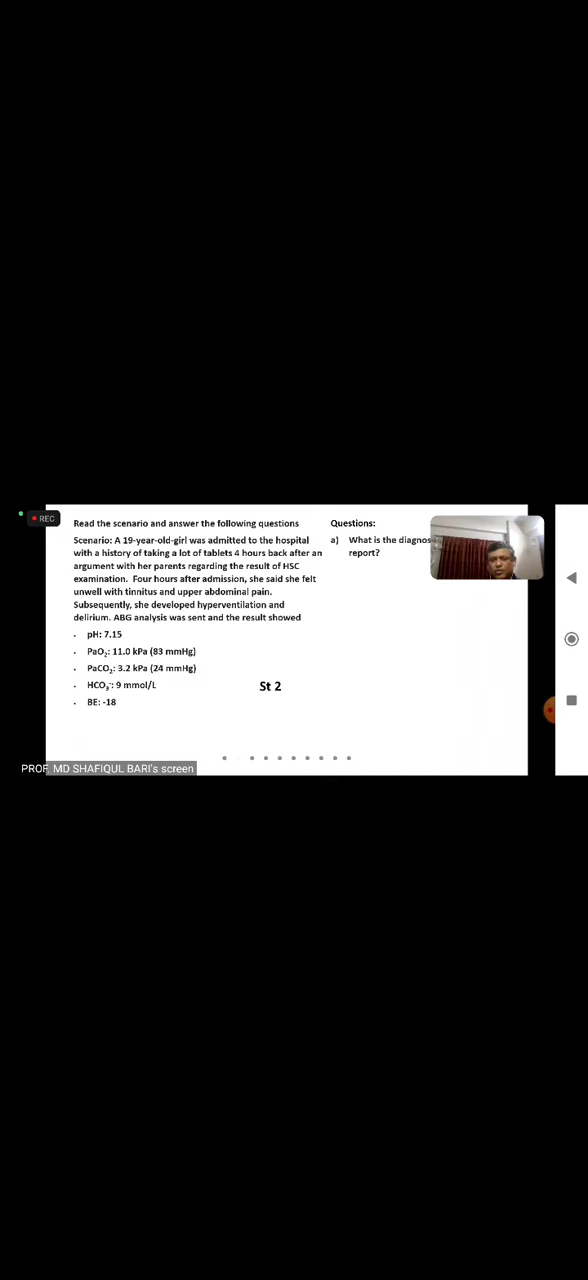 REC
Read the scenario and answer the following questions
Scenario: A 19-year-old-girl was admitted to the hospital
with a history of taking a lot of tablets 4 hours back after an
argument with her parents regarding the result of HSC
examination. Four hours after admission, she said she felt
unwell with tinnitus and upper abdominal pain.
Subsequently, she developed hyperventilation and
delirium. ABG analysis was sent and the result showed
• pH: 7.15
• PaO₂: 11.0 kPa (83 mmHg)
• PaCO₂: 3.2 kPa (24 mmHg)
• HCO₃⁻: 9 mmol/L
• BE: -18
St 2
Questions:
a) What is the diagnos
report?
PROF. MD SHAFIQUL BARI's screen